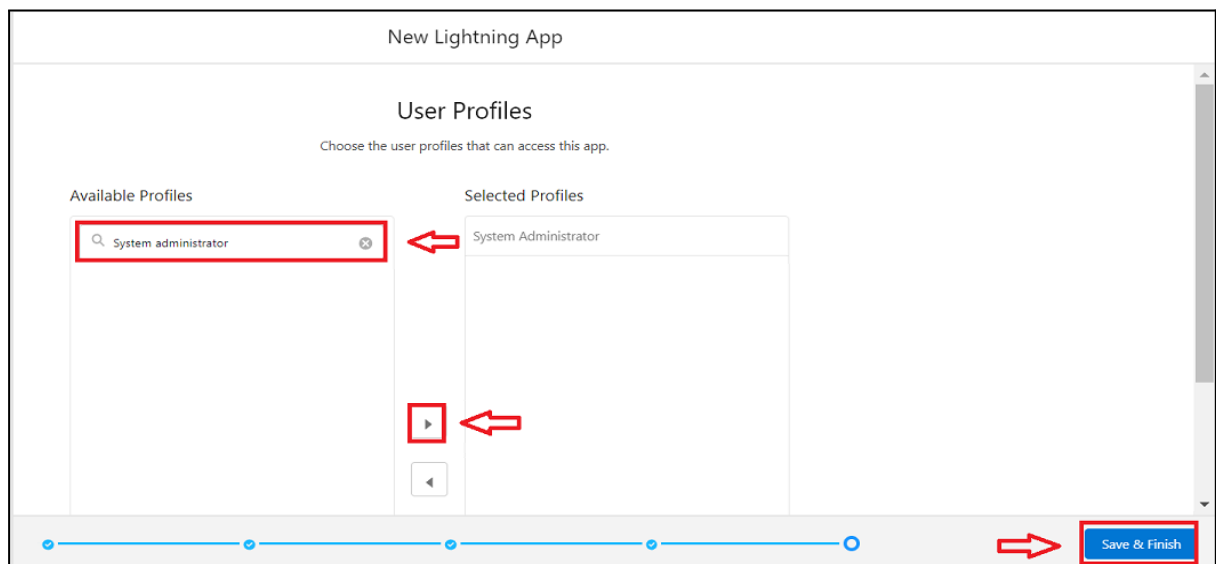 New Lightning App
User Profiles
Choose the user profiles that can access this app.
Available Profiles
Selected Profiles
System administrator
System Administrator
Save & Finish